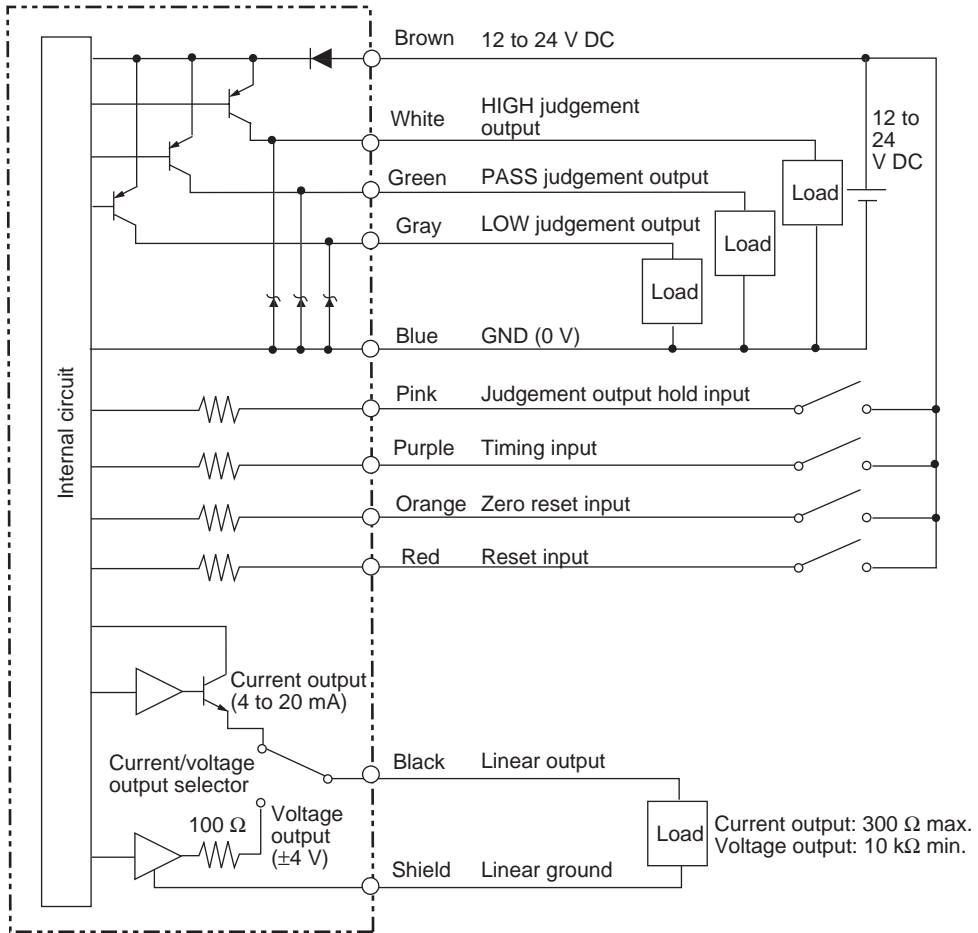 Brown 12 to 24 V DC
White HIGH judgement
output
12 to
24
V DC
Green PASS judgement output
Load
Gray LOW judgement output
Load
Load
Blue GND (0 V)
Internal circuit
Pink Judgement output hold input
Purple Timing input
Orange Zero reset input
Red Reset input
Current output
(4 to 20 mA)
Current/voltage
output selector
Black Linear output
100 Ω
Voltage
output
(±4 V)
Load
Current output: 300 Ω max.
Voltage output: 10 kΩ min.
Shield Linear ground